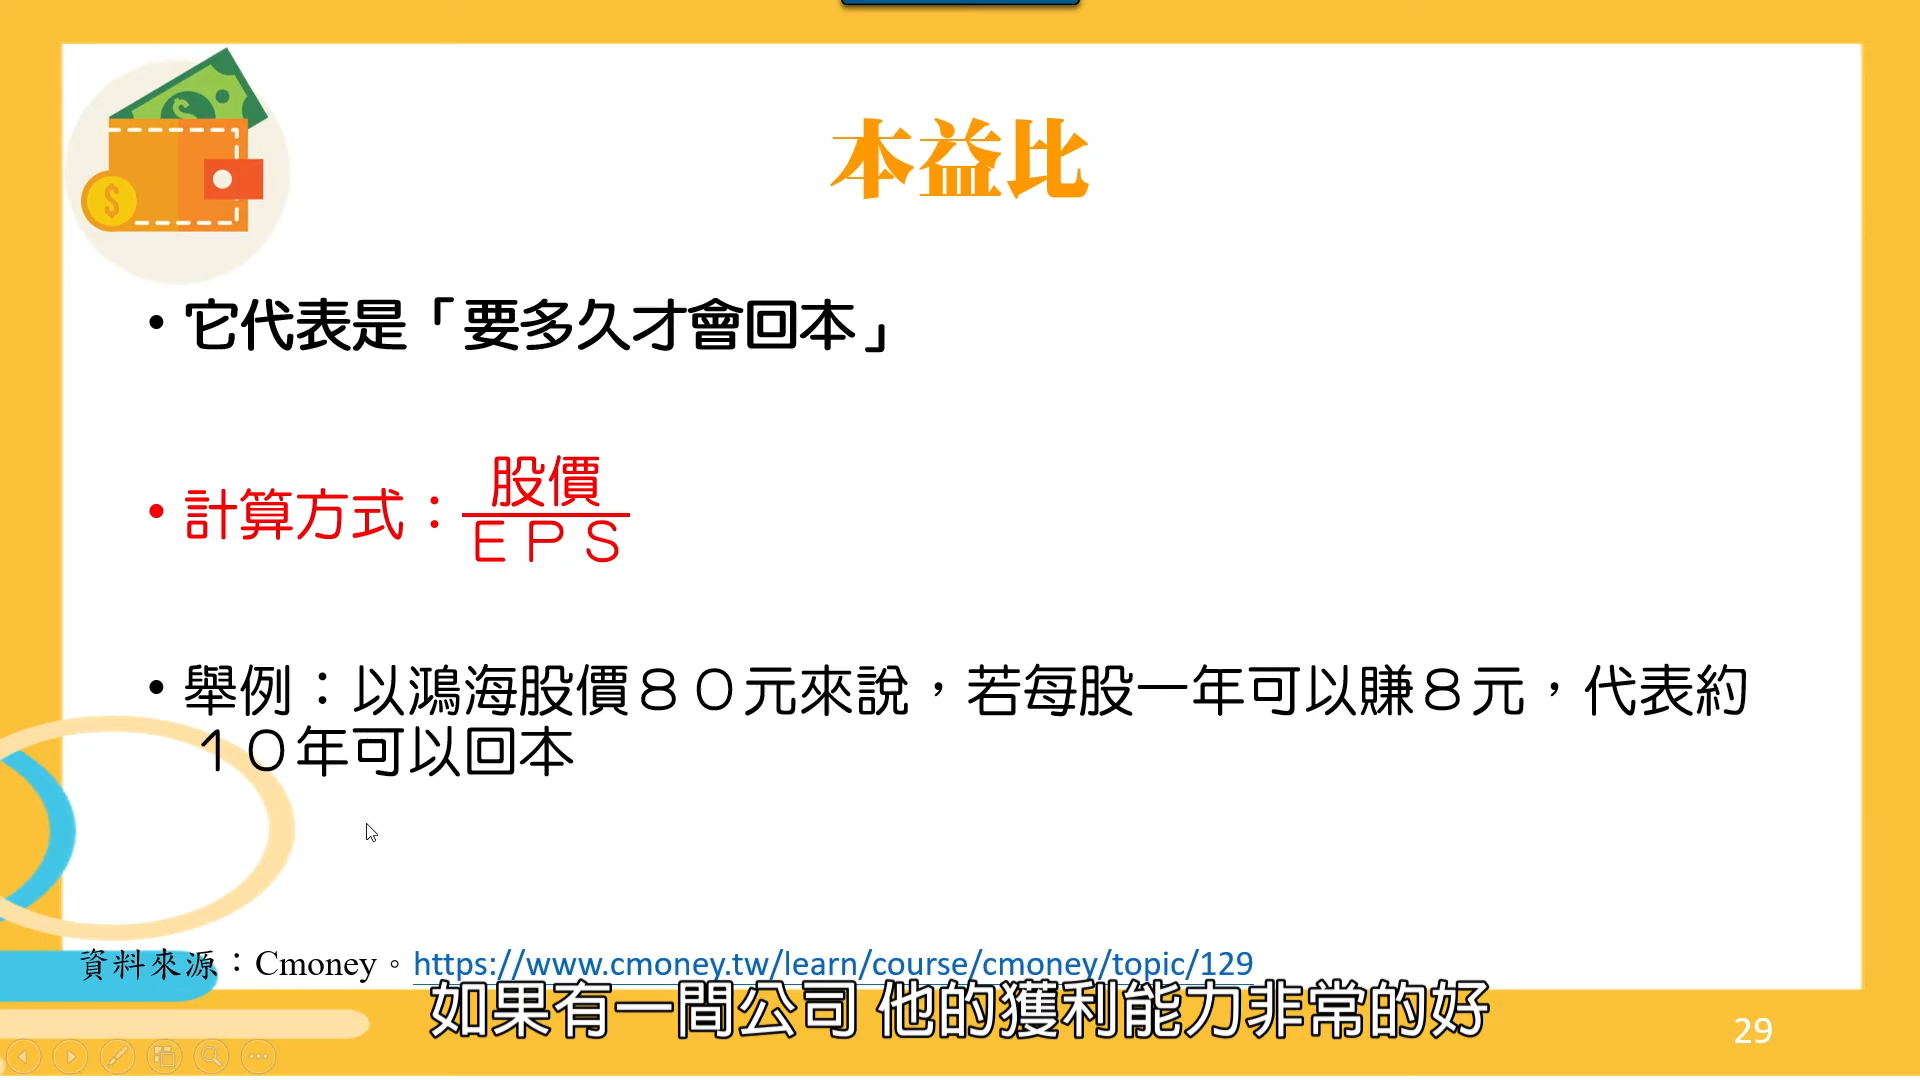 本益比
• 它代表是「要多久才會回本」
• 計算方式：股價
ＥＰＳ
• 舉例：以鴻海股價８０元來說，若每股一年可以賺８元，代表約
１０年可以回本
資料來源：Cmoney。https://www.cmoney.tw/learn/course/cmoney/topic/129
如果有一間公司 他的獲利能力非常的好
29